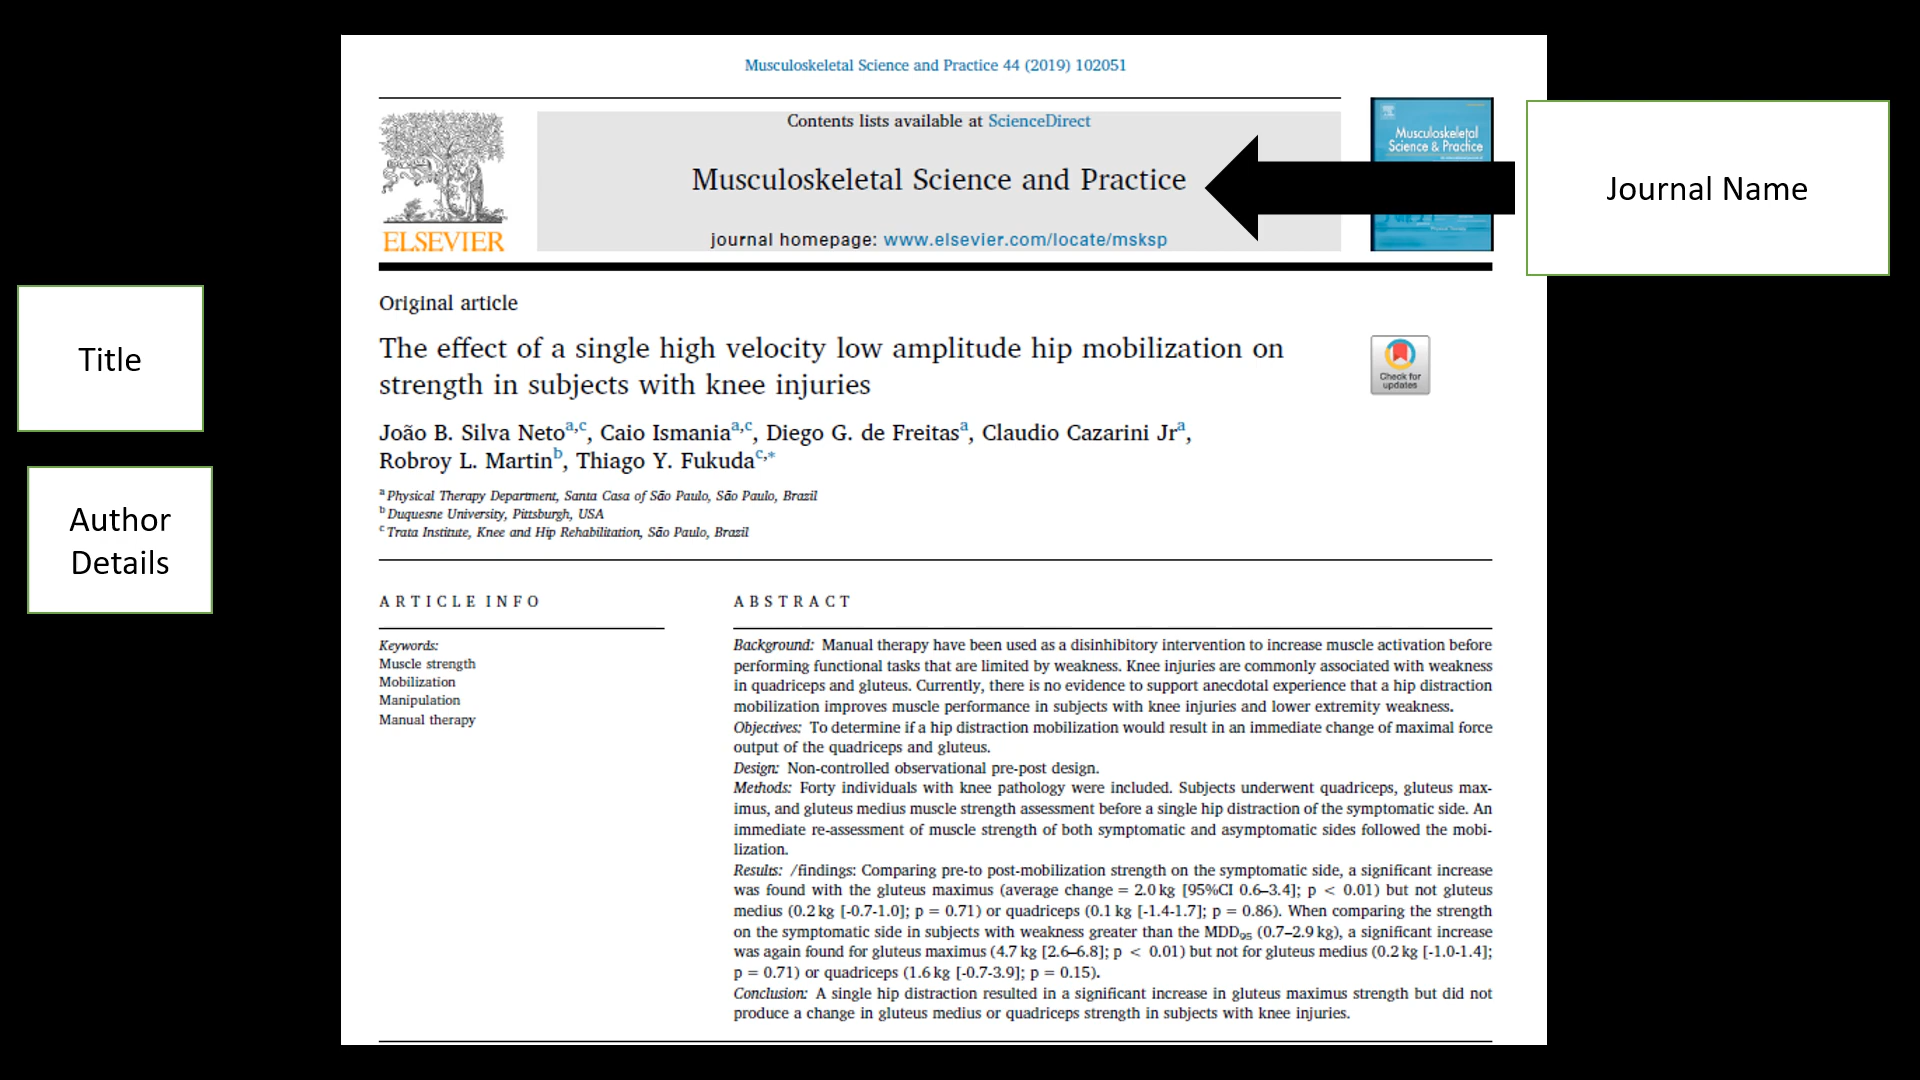 Musculoskeletal Science and Practice 44 (2019) 102051
Contents lists available at ScienceDirect
Musculoskeletal Science and Practice
journal homepage: www.elsevier.com/locate/msksp
ELSEVIER
Musculoskeletal
Science & Practice
Journal Name
Title
Author
Details
Original article
The effect of a single high velocity low amplitude hip mobilization on
strength in subjects with knee injuries
Check for
updates
João B. Silva Neto a,c, Caio Ismania a,c, Diego G. de Freitas a, Claudio Cazarini Jr a,
Robroy L. Martin b, Thiago Y. Fukuda c,*
a Physical Therapy Department, Santa Casa of São Paulo, São Paulo, Brazil
b Duquesne University, Pittsburgh, USA
c Trata Institute, Knee and Hip Rehabilitation, São Paulo, Brazil
ARTICLE INFO
Keywords:
Muscle strength
Mobilization
Manipulation
Manual therapy
ABSTRACT
Background: Manual therapy have been used as a disinhibitory intervention to increase muscle activation before
performing functional tasks that are limited by weakness. Knee injuries are commonly associated with weakness
in quadriceps and gluteus. Currently, there is no evidence to support anecdotal experience that a hip distraction
mobilization improves muscle performance in subjects with knee injuries and lower extremity weakness.
Objectives: To determine if a hip distraction mobilization would result in an immediate change of maximal force
output of the quadriceps and gluteus.
Design: Non-controlled observational pre-post design.
Methods: Forty individuals with knee pathology were included. Subjects underwent quadriceps, gluteus max-
imus, and gluteus medius muscle strength assessment before a single hip distraction of the symptomatic side. An
immediate re-assessment of muscle strength of both symptomatic and asymptomatic sides followed the mobi-
lization.
Results: /findings: Comparing pre-to post-mobilization strength on the symptomatic side, a significant increase
was found with the gluteus maximus (average change = 2.0 kg [95%CI 0.6–3.4]; p < 0.01) but not gluteus
medius (0.2 kg [-0.7-1.0]; p = 0.71) or quadriceps (0.1 kg [-1.4-1.7]; p = 0.86). When comparing the strength
on the symptomatic side in subjects with weakness greater than the MDD95 (0.7–2.9 kg), a significant increase
was again found for gluteus maximus (4.7 kg [2.6–6.8]; p < 0.01) but not for gluteus medius (0.2 kg [-1.0-1.4];
p = 0.71) or quadriceps (1.6 kg [-0.7-3.9]; p = 0.15).
Conclusion: A single hip distraction resulted in a significant increase in gluteus maximus strength but did not
produce a change in gluteus medius or quadriceps strength in subjects with knee injuries.